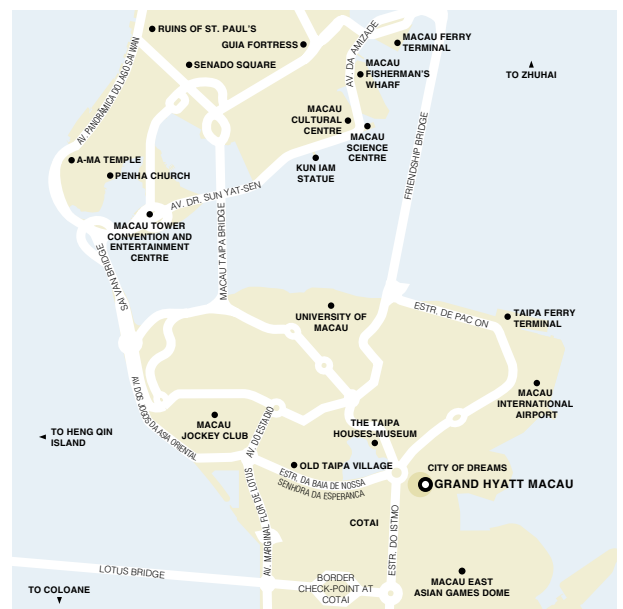 RUINS OF ST. PAUL'S
GUIA FORTRESS
SENADO SQUARE
AV. PANORÂMICA DO LAGO SAI WAN
AV. DA AMIZADE
MACAU FERRY
TERMINAL
MACAU
FISHERMAN'S
WHARF
TO ZHUHAI
MACAU
CULTURAL
CENTRE
MACAU
SCIENCE
CENTRE
KUN IAM
STATUE
A-MA TEMPLE
PENHA CHURCH
AV. DR. SUN YAT-SEN
FRIENDSHIP BRIDGE
MACAU TOWER
CONVENTION AND
ENTERTAINMENT
CENTRE
MACAU TAIPA BRIDGE
SAI VAN BRIDGE
UNIVERSITY OF
MACAU
ESTR. DE PAC ON
TAIPA FERRY
TERMINAL
MACAU
INTERNATIONAL
AIRPORT
AV. DOS JOGOS DA ASIA ORIENTAL
MACAU
JOCKEY CLUB
AV. DO ESTADIO
THE TAIPA
HOUSES-MUSEUM
TO HENG QIN
ISLAND
OLD TAIPA VILLAGE
ESTR. DA BAIA DE NOSSA
SENHORA DA ESPERANCA
CITY OF DREAMS
GRAND HYATT MACAU
AV. MARGINAL FLOR DE LOTUS
COTAI
ESTR. DO ISTMO
LOTUS BRIDGE
BORDER
CHECK-POINT AT
COTAI
MACAU EAST
ASIAN GAMES DOME
TO COLOANE